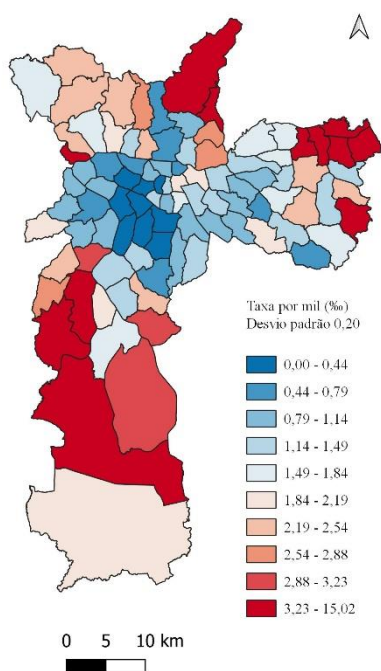 Taxa por mil (‰)
Desvio padrão 0,20
0,00 - 0,44
0,44 - 0,79
0,79 - 1,14
1,14 - 1,49
1,49 - 1,84
1,84 - 2,19
2,19 - 2,54
2,54 - 2,88
2,88 - 3,23
3,23 - 15,02
0 5 10 km